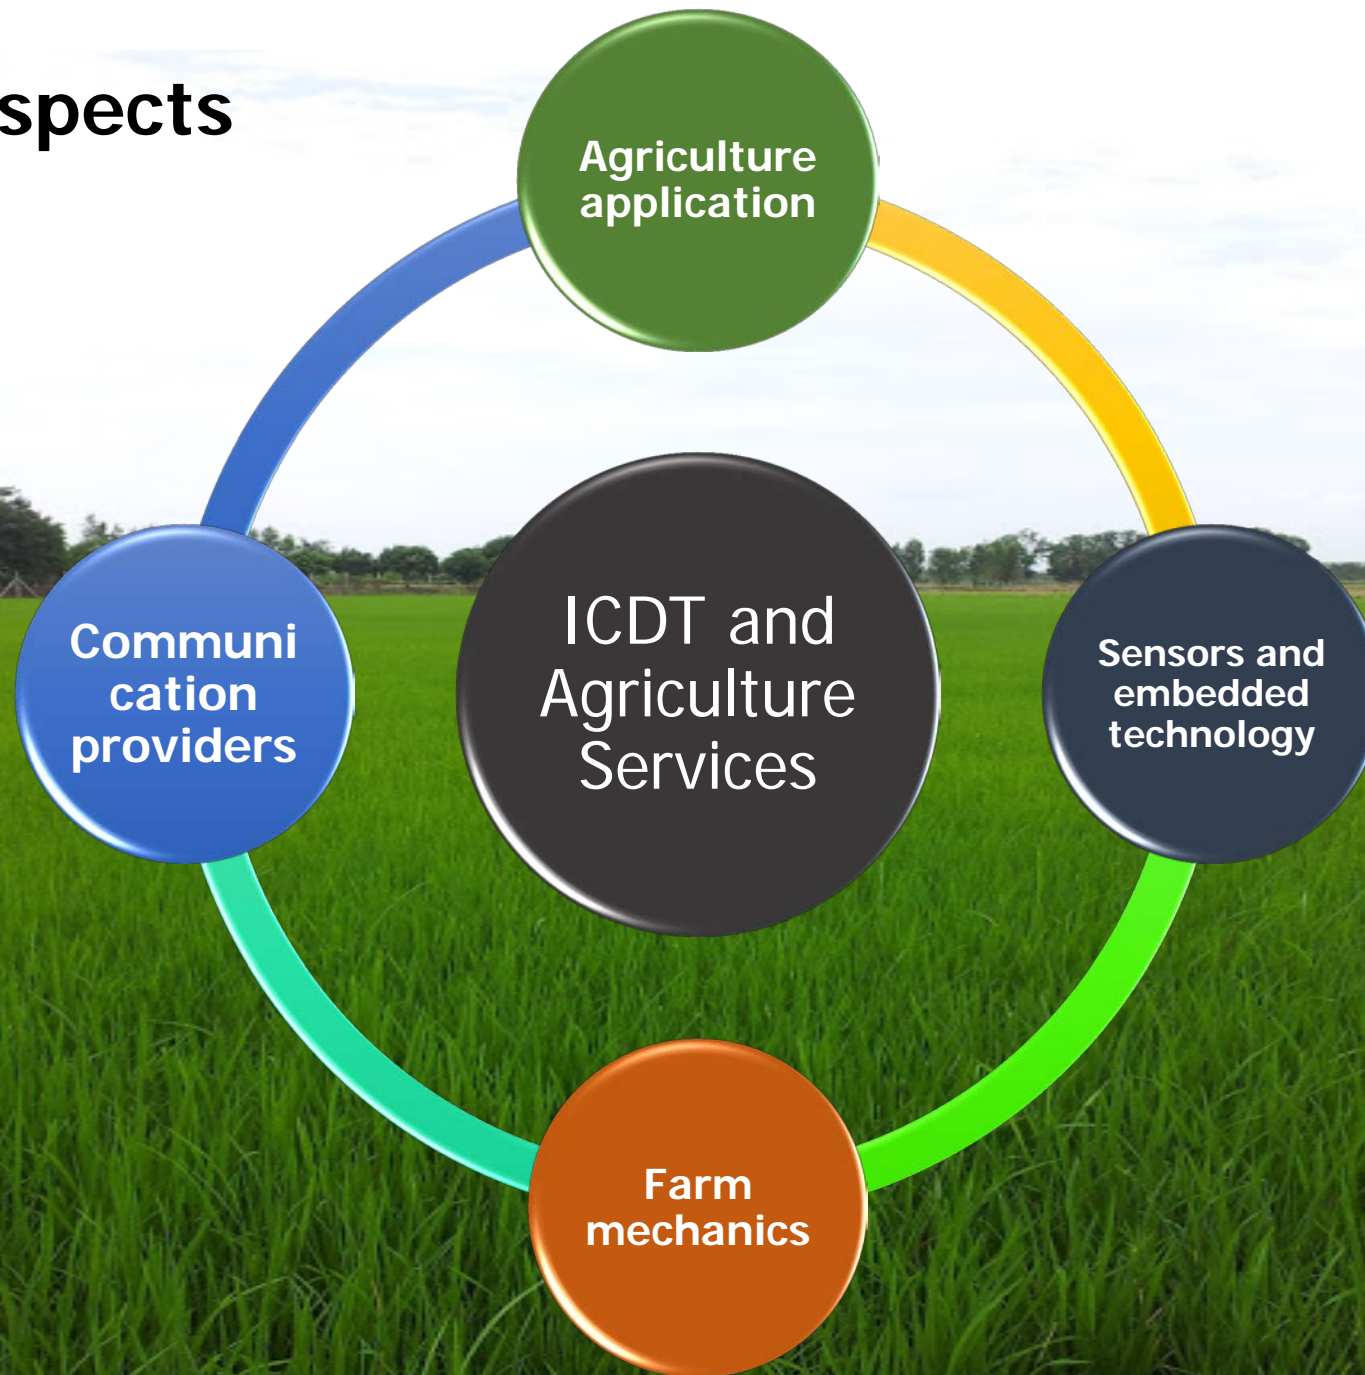 spects
Agriculture
application
Communi
cation
providers
ICDT and
Agriculture
Services
Sensors and
embedded
technology
Farm
mechanics